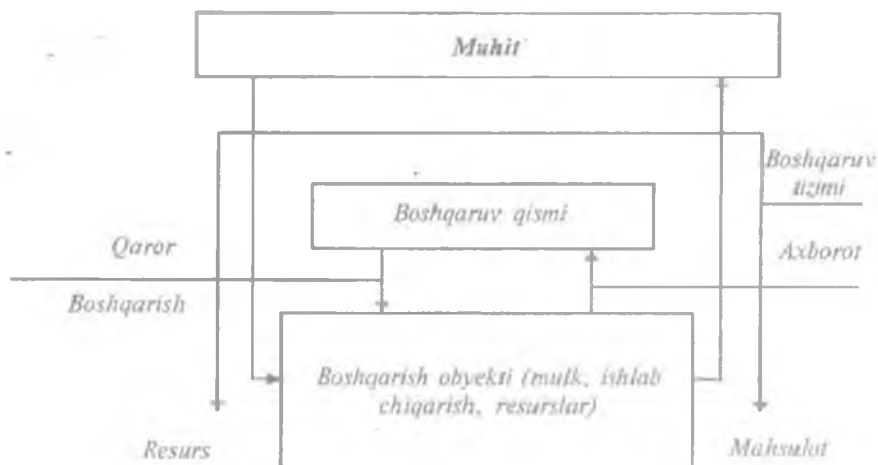 Muhit
Boshqaruv
tizimi
Boshqaruv qismi
Qaror
Axborot
Boshqarish
Boshqarish obyekti (mulk, ishlab
chiqarish, resurslar)
Resurs
Mahsulot